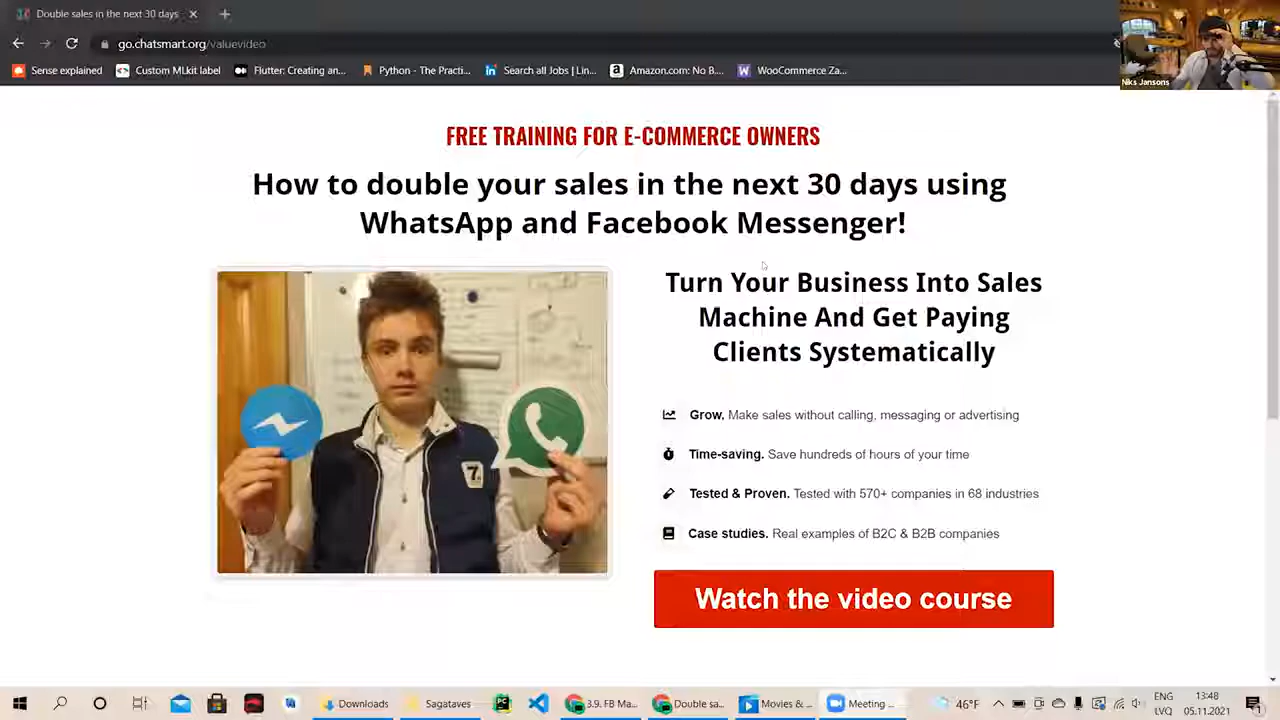 Double sales in the next 30 days
go.chatsmart.org/valuevideo
Sense explained
Custom MLkit label
Flutter: Creating an...
Python - The Practi...
Search all Jobs | Lin...
Amazon.com: No B...
WooCommerce Za...
Niks Jansons
FREE TRAINING FOR E-COMMERCE OWNERS
How to double your sales in the next 30 days using
WhatsApp and Facebook Messenger!
Turn Your Business Into Sales
Machine And Get Paying
Clients Systematically
7.
Grow. Make sales without calling, messaging or advertising
Time-saving. Save hundreds of hours of your time
Tested & Proven. Tested with 570+ companies in 68 industries
Case studies. Real examples of B2C & B2B companies
Watch the video course
Downloads
Sagataves
3.9. FB Ma...
Double sa...
Movies & ...
Meeting ...
46°F
ENG
LVQ
13:48
05.11.2021